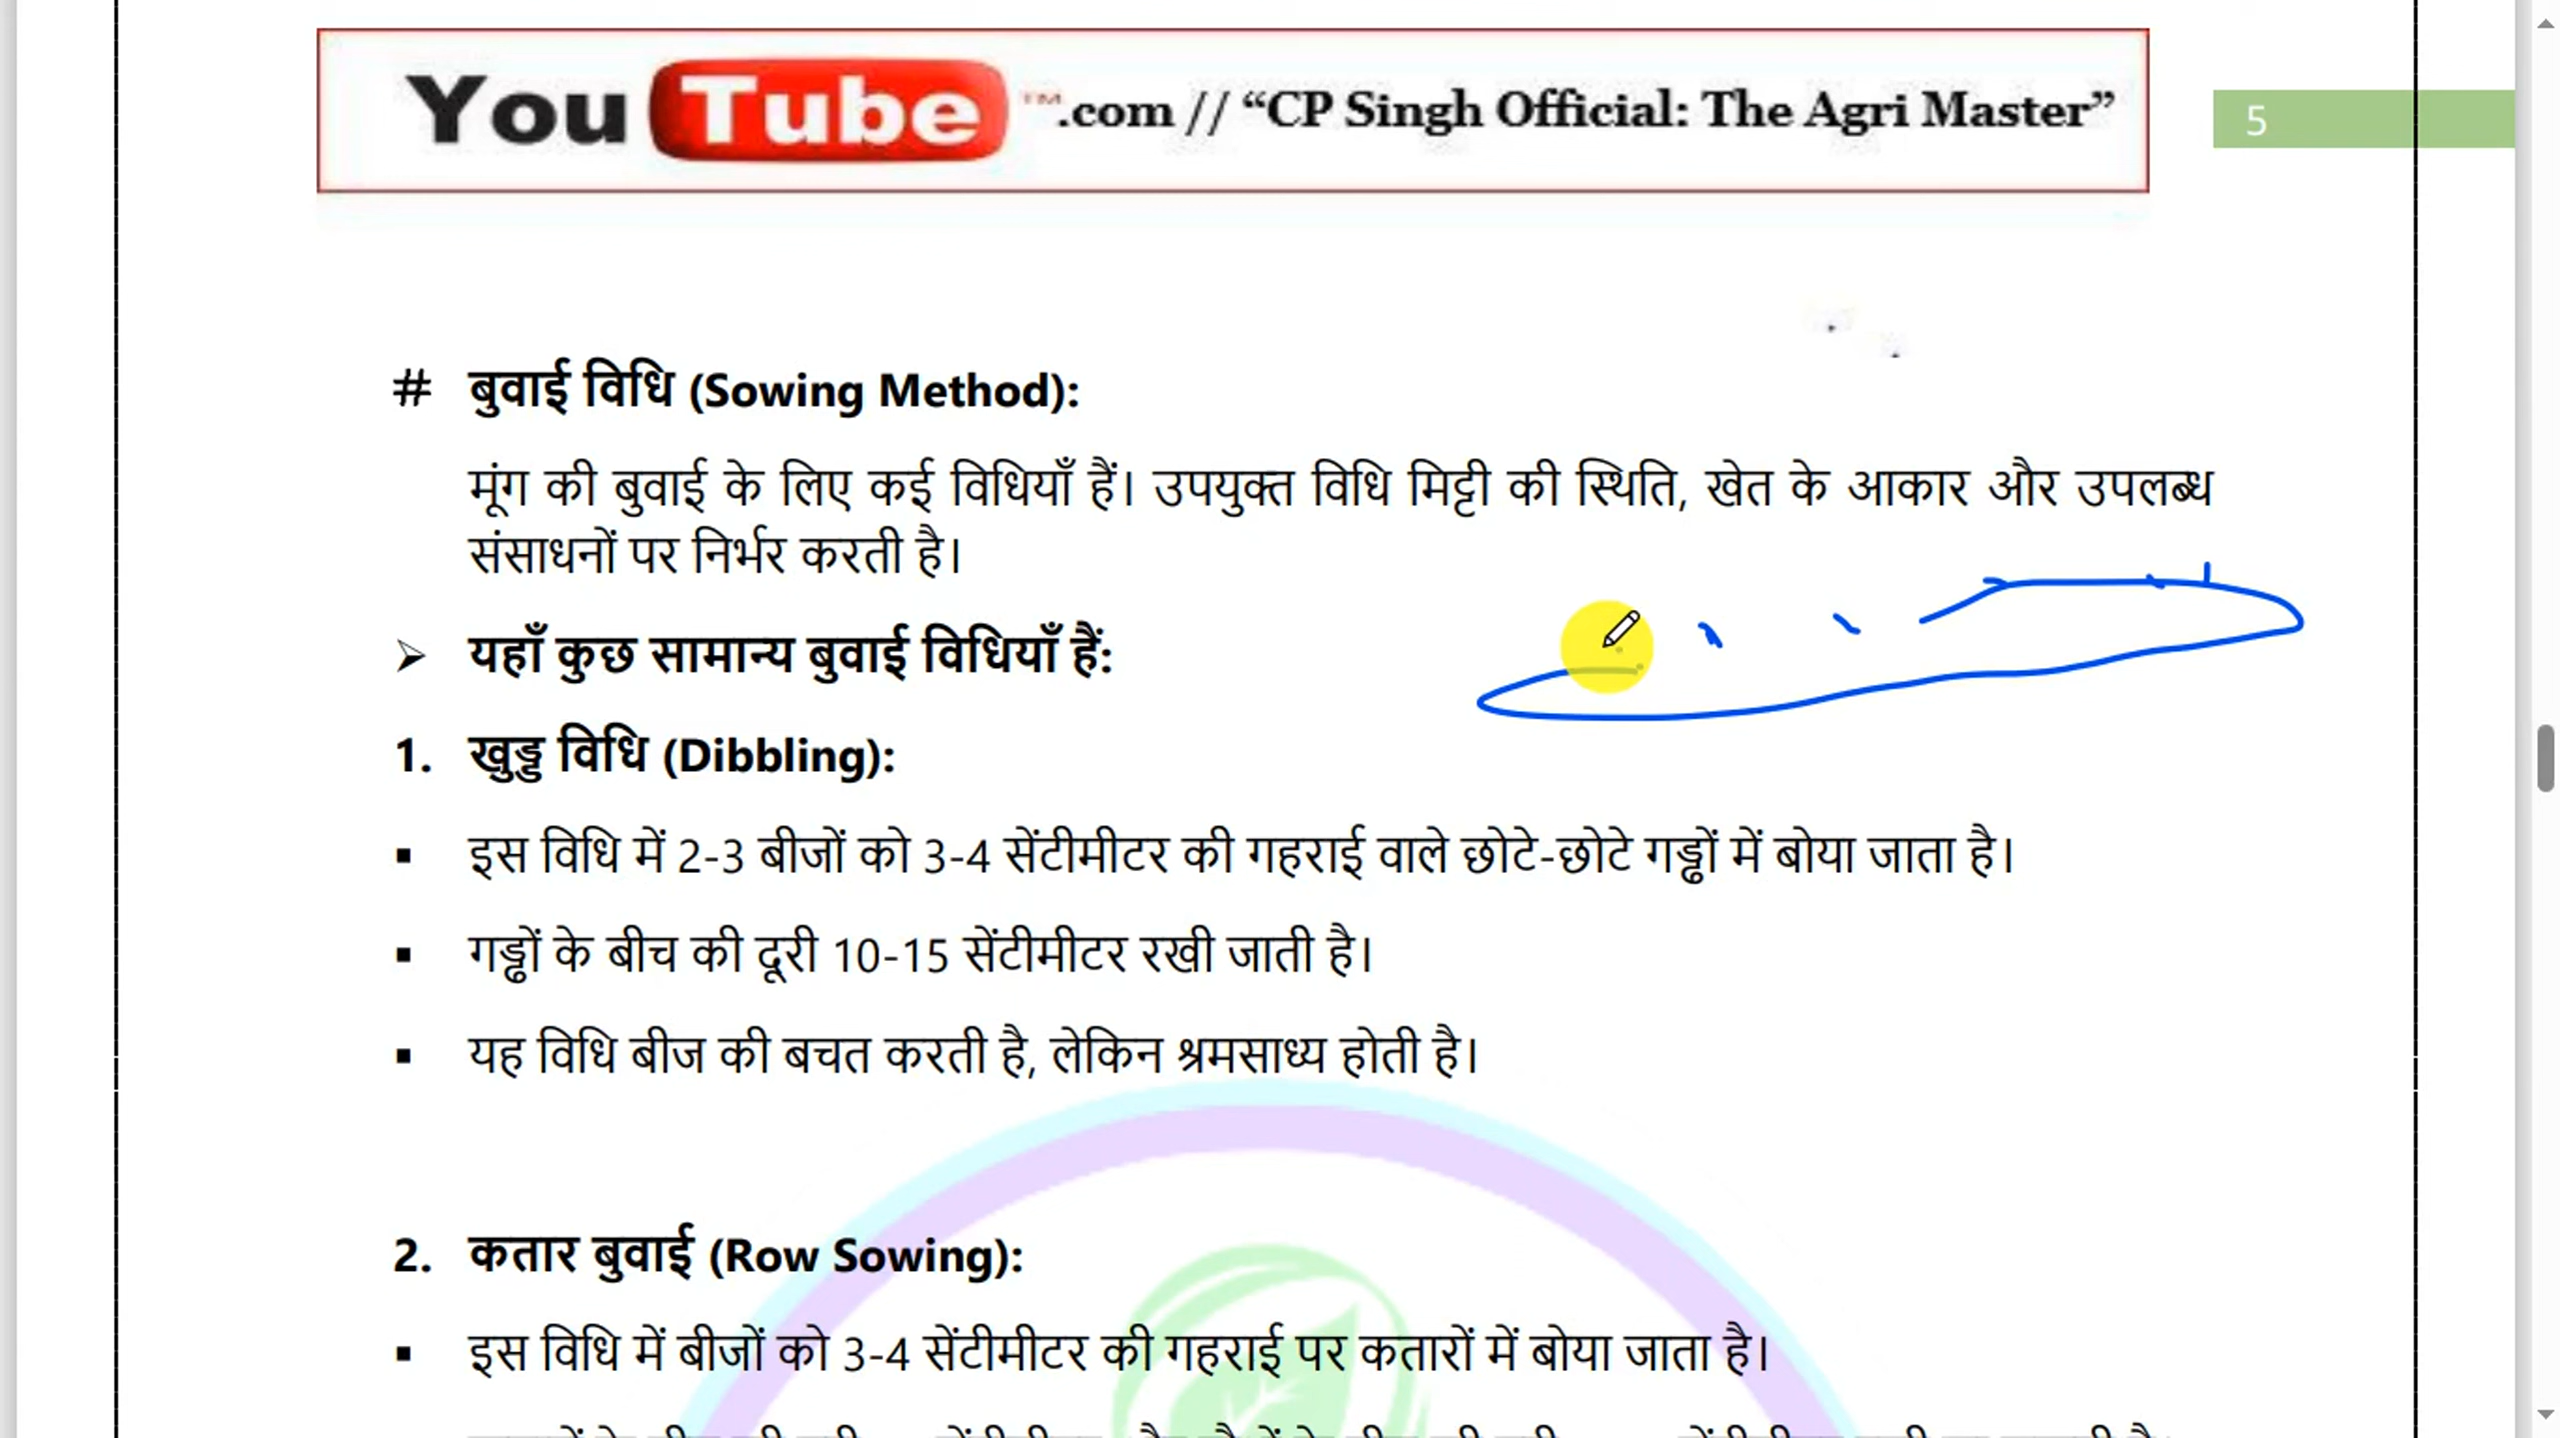 YouTube™.com // “CP Singh Official: The Agri Master”
5
# बुवाई विधि (Sowing Method):
मूंग की बुवाई के लिए कई विधियाँ हैं। उपयुक्त विधि मिट्टी की स्थिति, खेत के आकार और उपलब्ध
संसाधनों पर निर्भर करती है।
➢ यहाँ कुछ सामान्य बुवाई विधियाँ हैं:
1. खुड्ड विधि (Dibbling):
▪ इस विधि में 2-3 बीजों को 3-4 सेंटीमीटर की गहराई वाले छोटे-छोटे गड्ढों में बोया जाता है।
▪ गड्ढों के बीच की दूरी 10-15 सेंटीमीटर रखी जाती है।
▪ यह विधि बीज की बचत करती है, लेकिन श्रमसाध्य होती है।
2. कतार बुवाई (Row Sowing):
▪ इस विधि में बीजों को 3-4 सेंटीमीटर की गहराई पर कतारों में बोया जाता है।